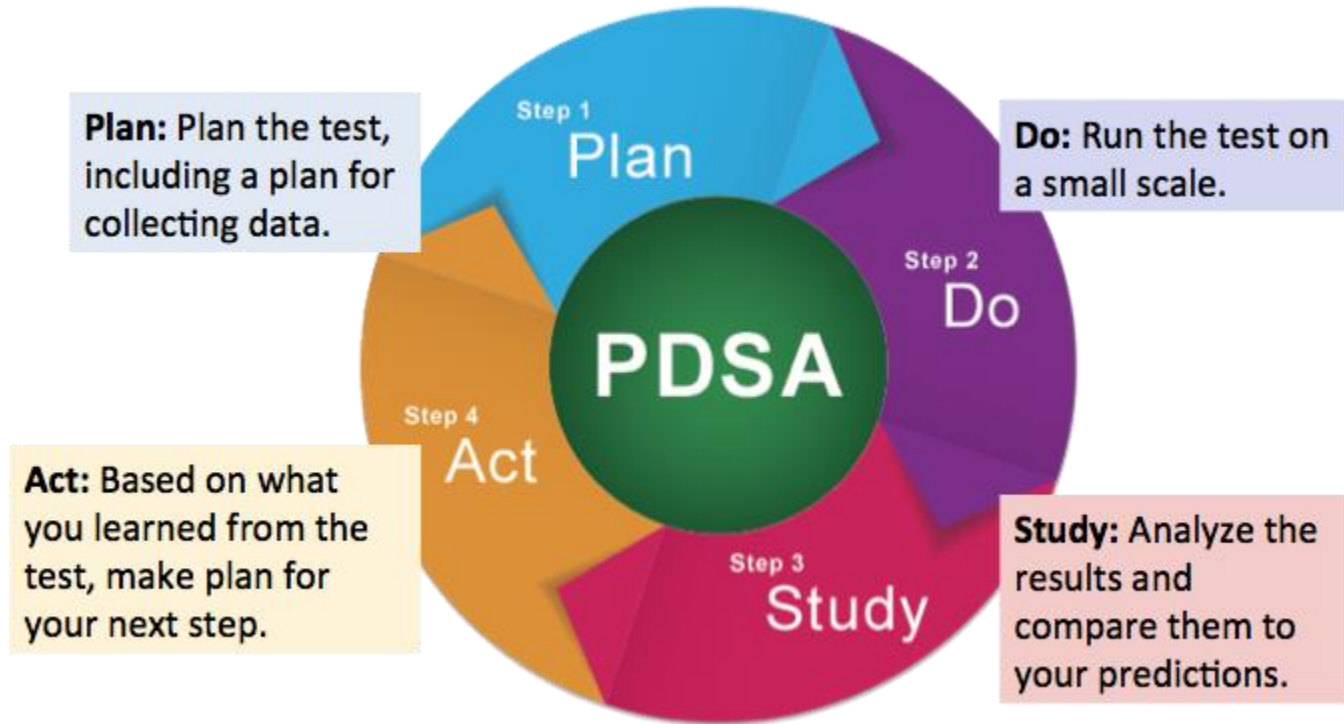 Plan: Plan the test,
including a plan for
collecting data.
Step 1
Plan
Do: Run the test on
a small scale.
Step 2
Do
PDSA
Step 3
Study
Study: Analyze the
results and
compare them to
your predictions.
Step 4
Act
Act: Based on what
you learned from the
test, make plan for
your next step.